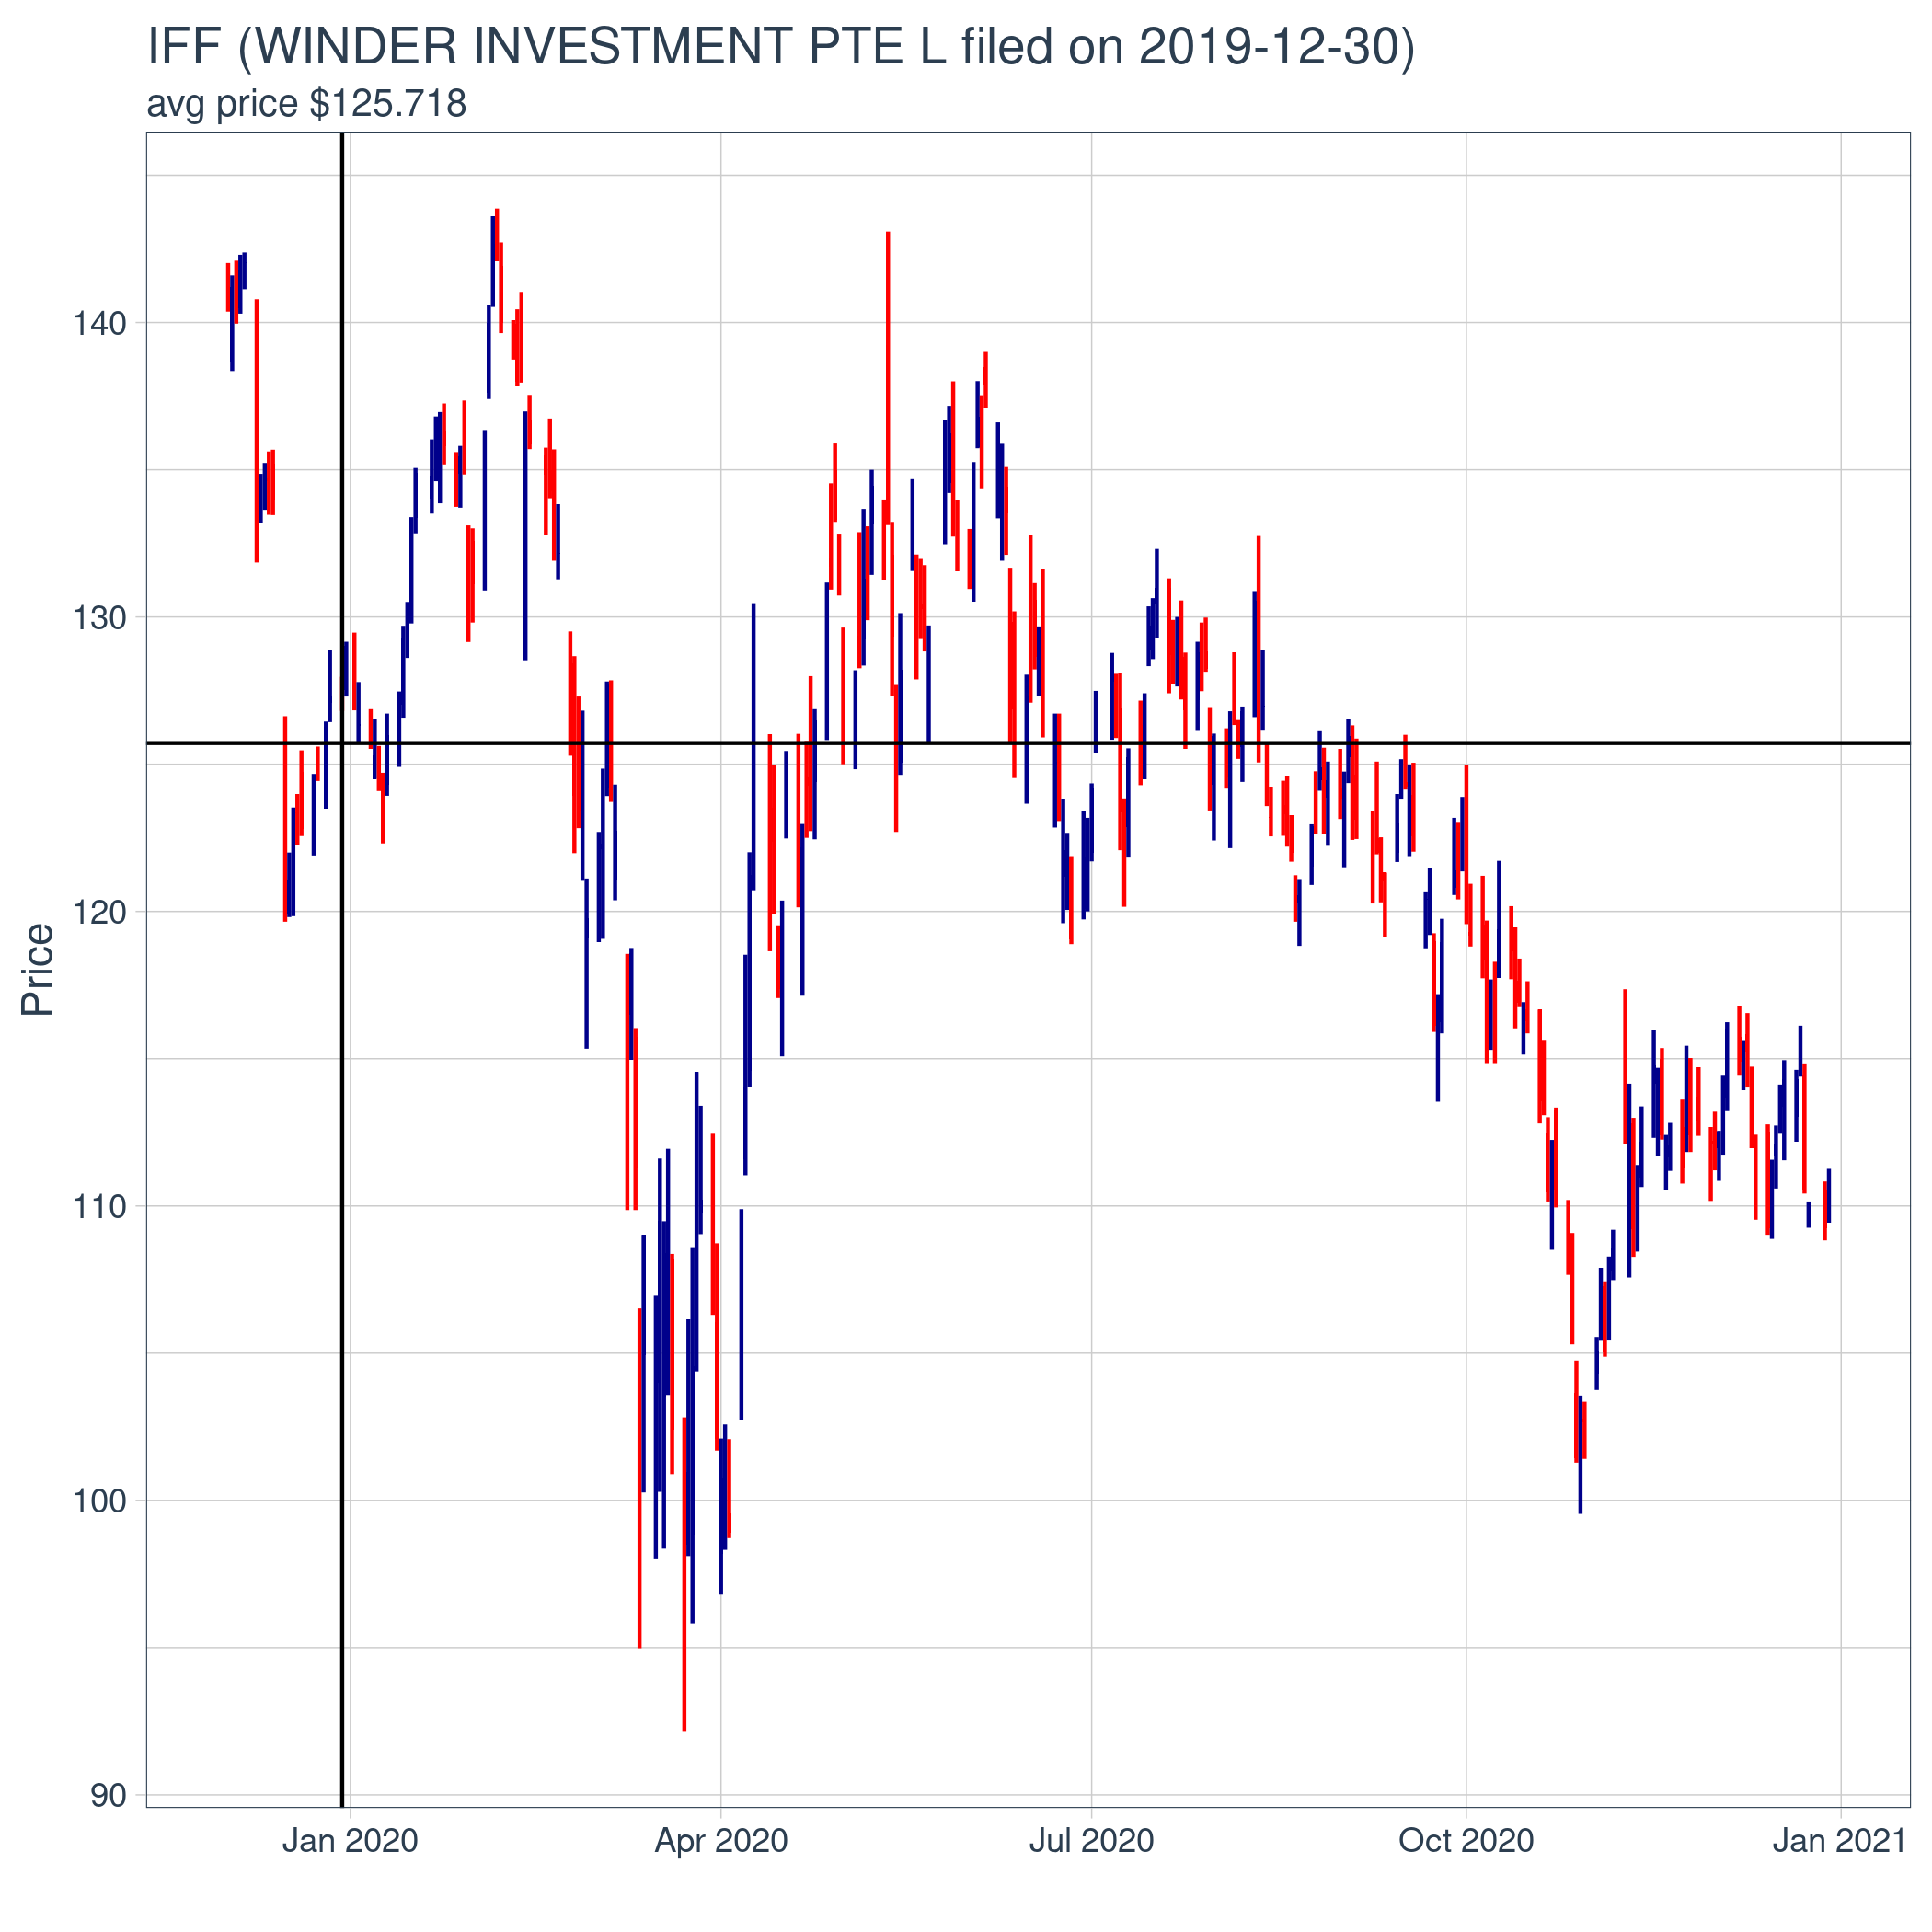 IFF (WINDER INVESTMENT PTE L filed on 2019-12-30)
avg price $125.718
140
130
120
110
100
90
Price
Jan 2020
Apr 2020
Jul 2020
Oct 2020
Jan 2021